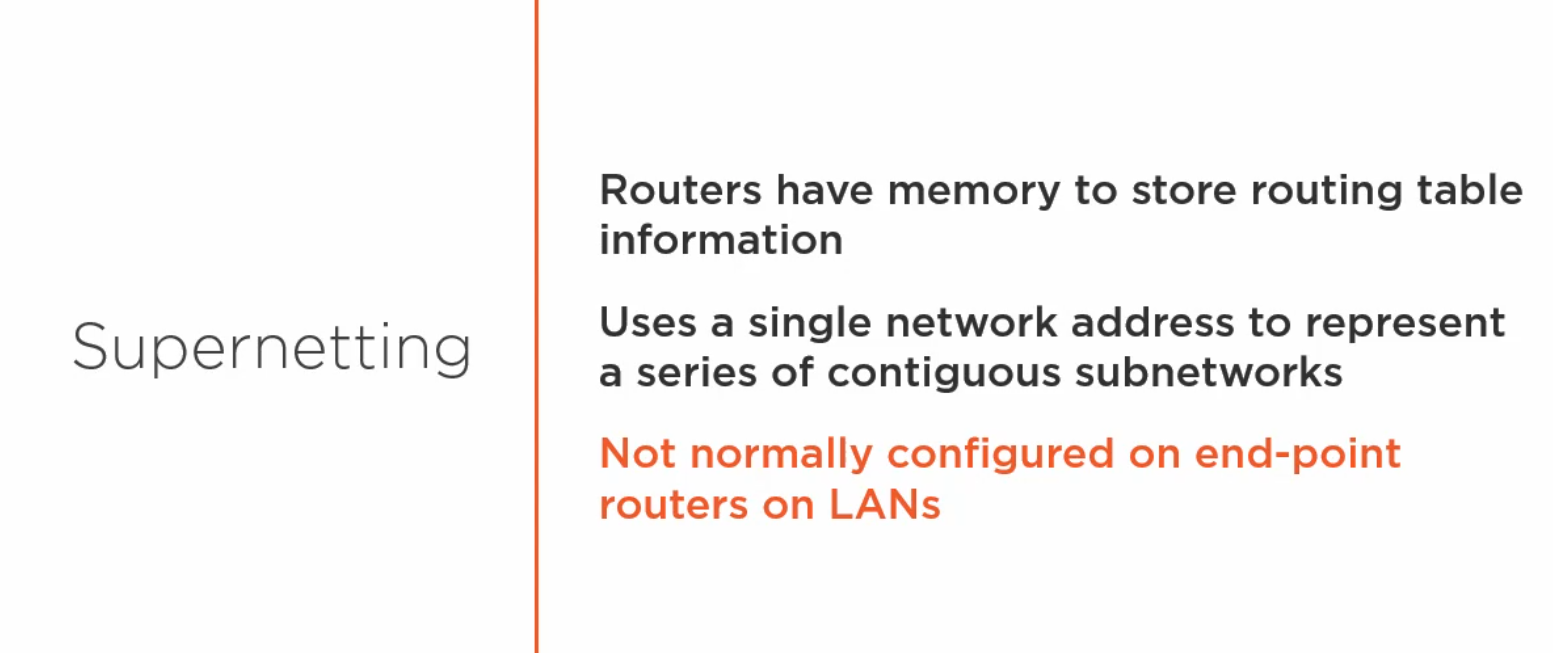 Supernetting
Routers have memory to store routing table
information
Uses a single network address to represent
a series of contiguous subnetworks
Not normally configured on end-point
routers on LANs